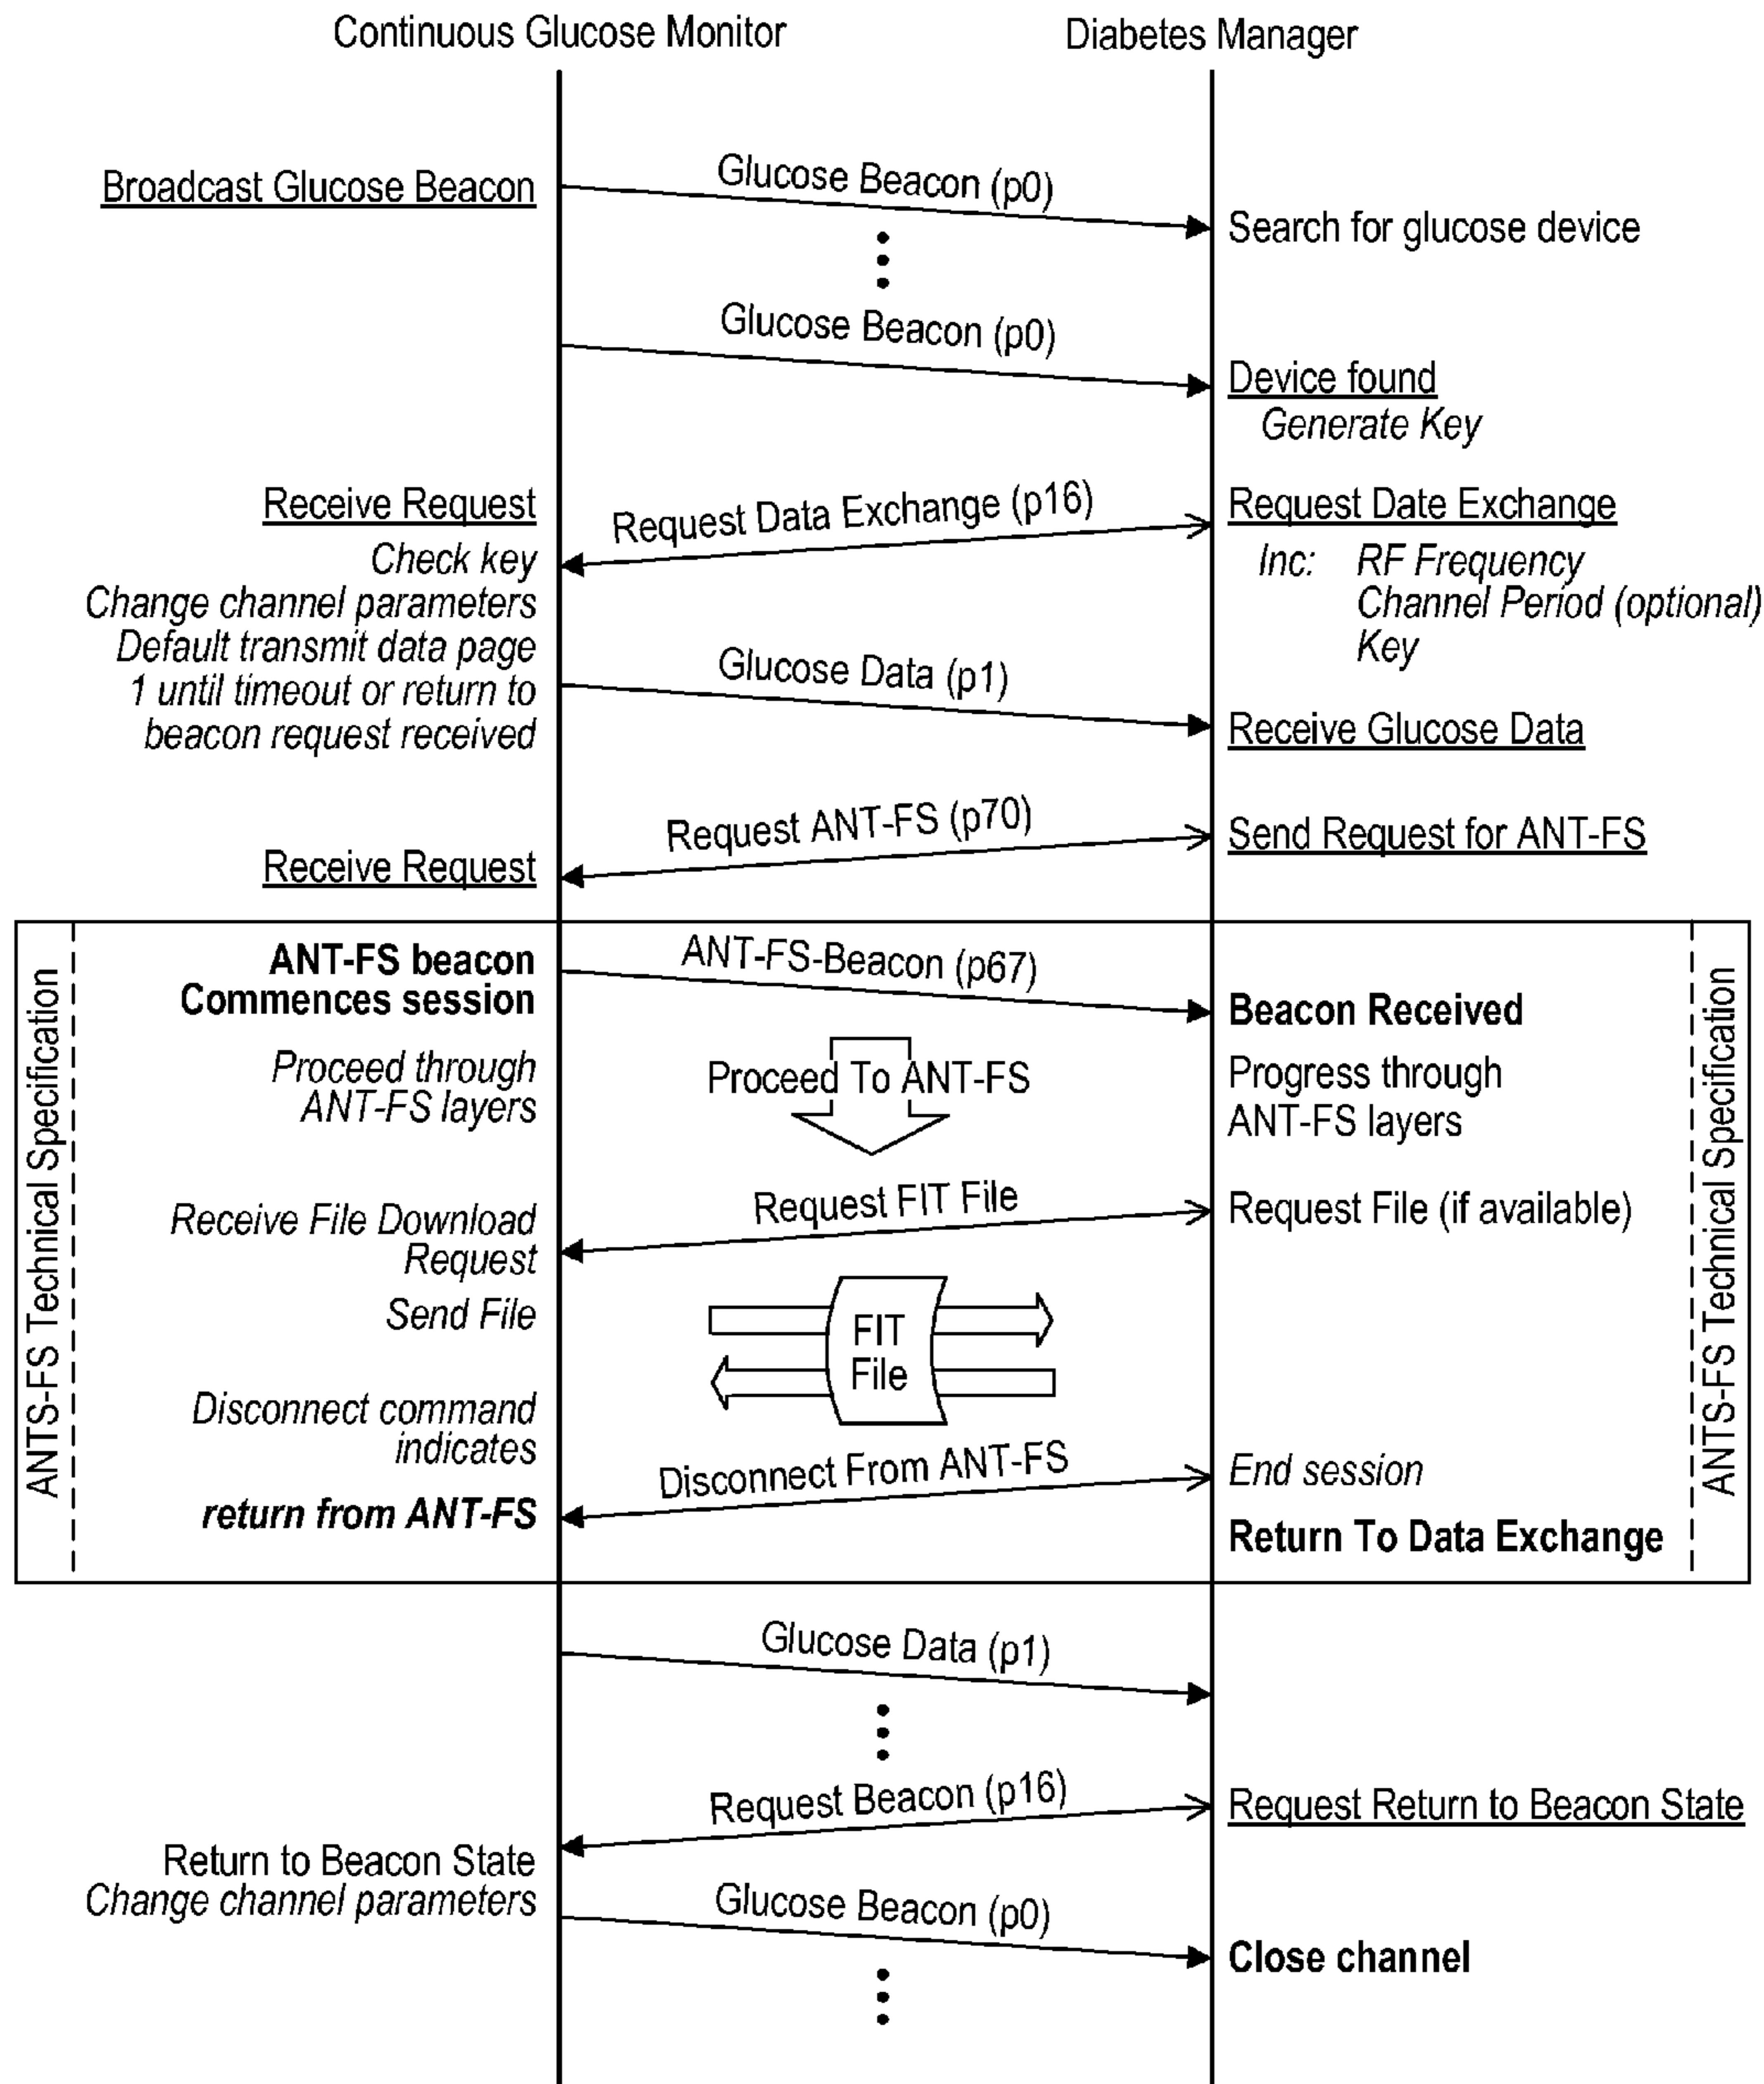 Continuous Glucose Monitor
Diabetes Manager
Broadcast Glucose Beacon
Glucose Beacon (p0)
Search for glucose device
Glucose Beacon (p0)
Device found
Generate Key
Receive Request
Request Data Exchange (p16)
Request Date Exchange
Check key
Inc: RF Frequency
Change channel parameters
Channel Period (optional)
Default transmit data page
Key
1 until timeout or return to
Glucose Data (p1)
beacon request received
Receive Glucose Data
Request ANT-FS (p70)
Send Request for ANT-FS
Receive Request
ANTS-FS Technical Specification
ANT-FS beacon
Commences session
ANT-FS-Beacon (p67)
Beacon Received
Proceed through
ANT-FS layers
Proceed To ANT-FS
Progress through
ANT-FS layers
Receive File Download
Request
Request FIT File
Request File (if available)
Send File
FIT
File
Disconnect command
indicates
Disconnect From ANT-FS
End session
return from ANT-FS
Return To Data Exchange
ANTS-FS Technical Specification
Glucose Data (p1)
Request Beacon (p16)
Request Return to Beacon State
Return to Beacon State
Change channel parameters
Glucose Beacon (p0)
Close channel